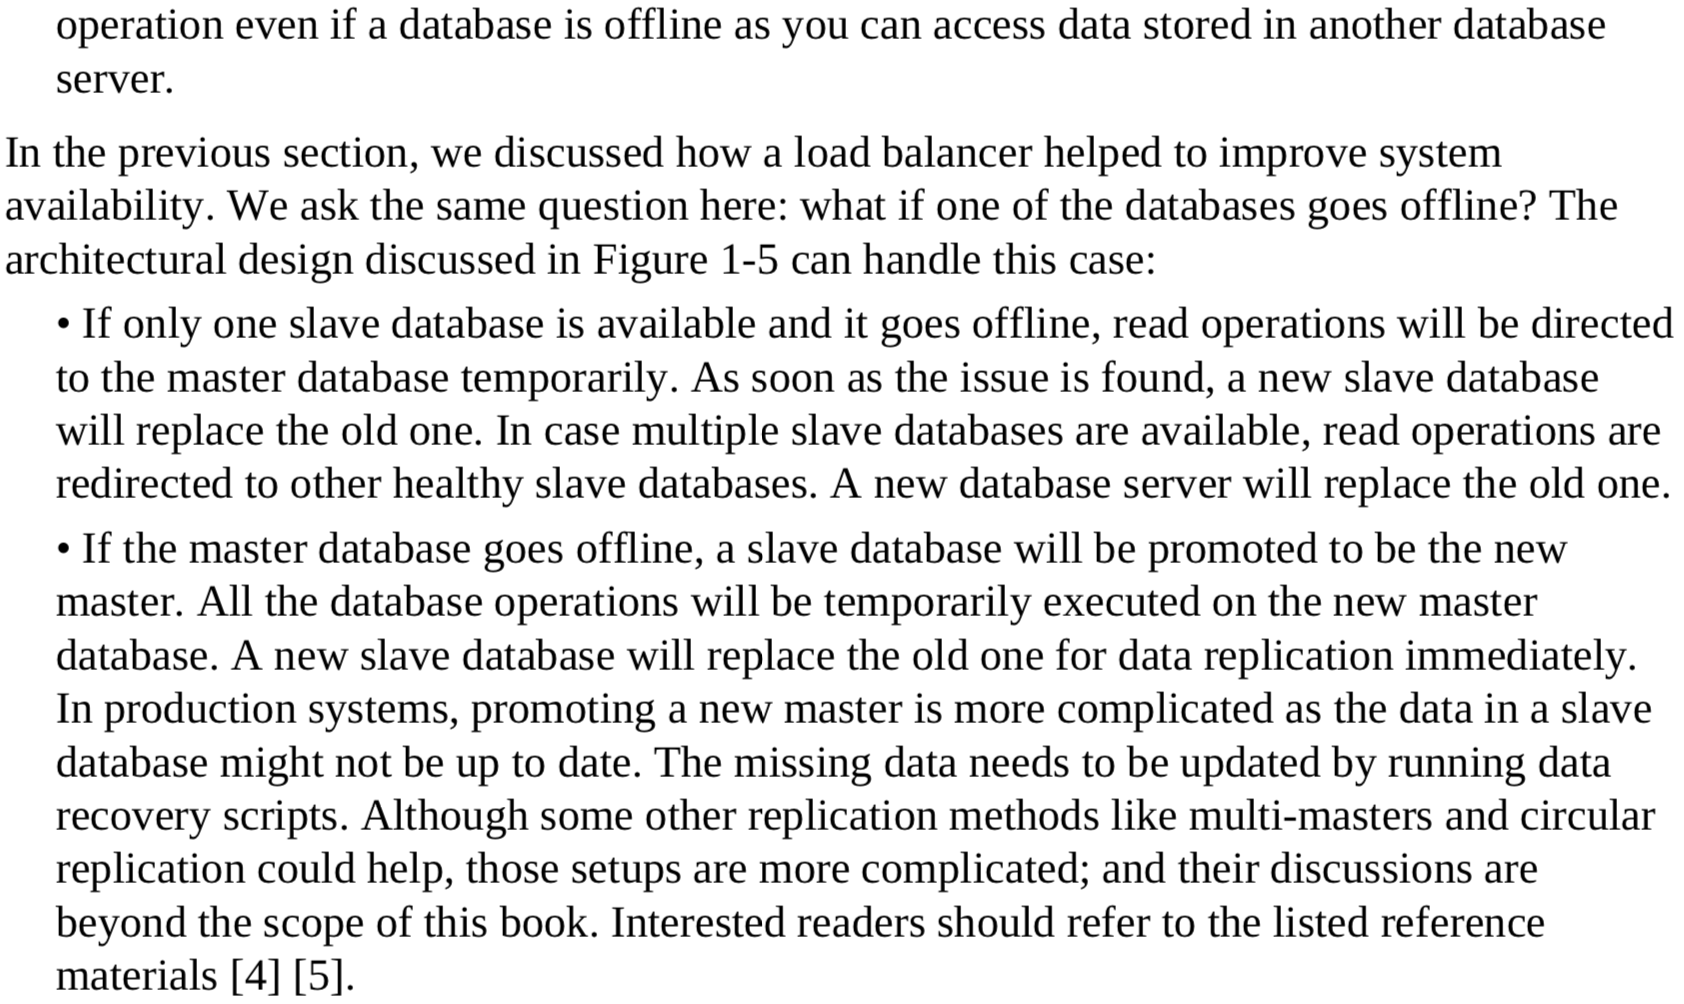 operation even if a database is offline as you can access data stored in another database
server.
In the previous section, we discussed how a load balancer helped to improve system
availability. We ask the same question here: what if one of the databases goes offline? The
architectural design discussed in Figure 1-5 can handle this case:
• If only one slave database is available and it goes offline, read operations will be directed
to the master database temporarily. As soon as the issue is found, a new slave database
will replace the old one. In case multiple slave databases are available, read operations are
redirected to other healthy slave databases. A new database server will replace the old one.
• If the master database goes offline, a slave database will be promoted to be the new
master. All the database operations will be temporarily executed on the new master
database. A new slave database will replace the old one for data replication immediately.
In production systems, promoting a new master is more complicated as the data in a slave
database might not be up to date. The missing data needs to be updated by running data
recovery scripts. Although some other replication methods like multi-masters and circular
replication could help, those setups are more complicated; and their discussions are
beyond the scope of this book. Interested readers should refer to the listed reference
materials [4] [5].